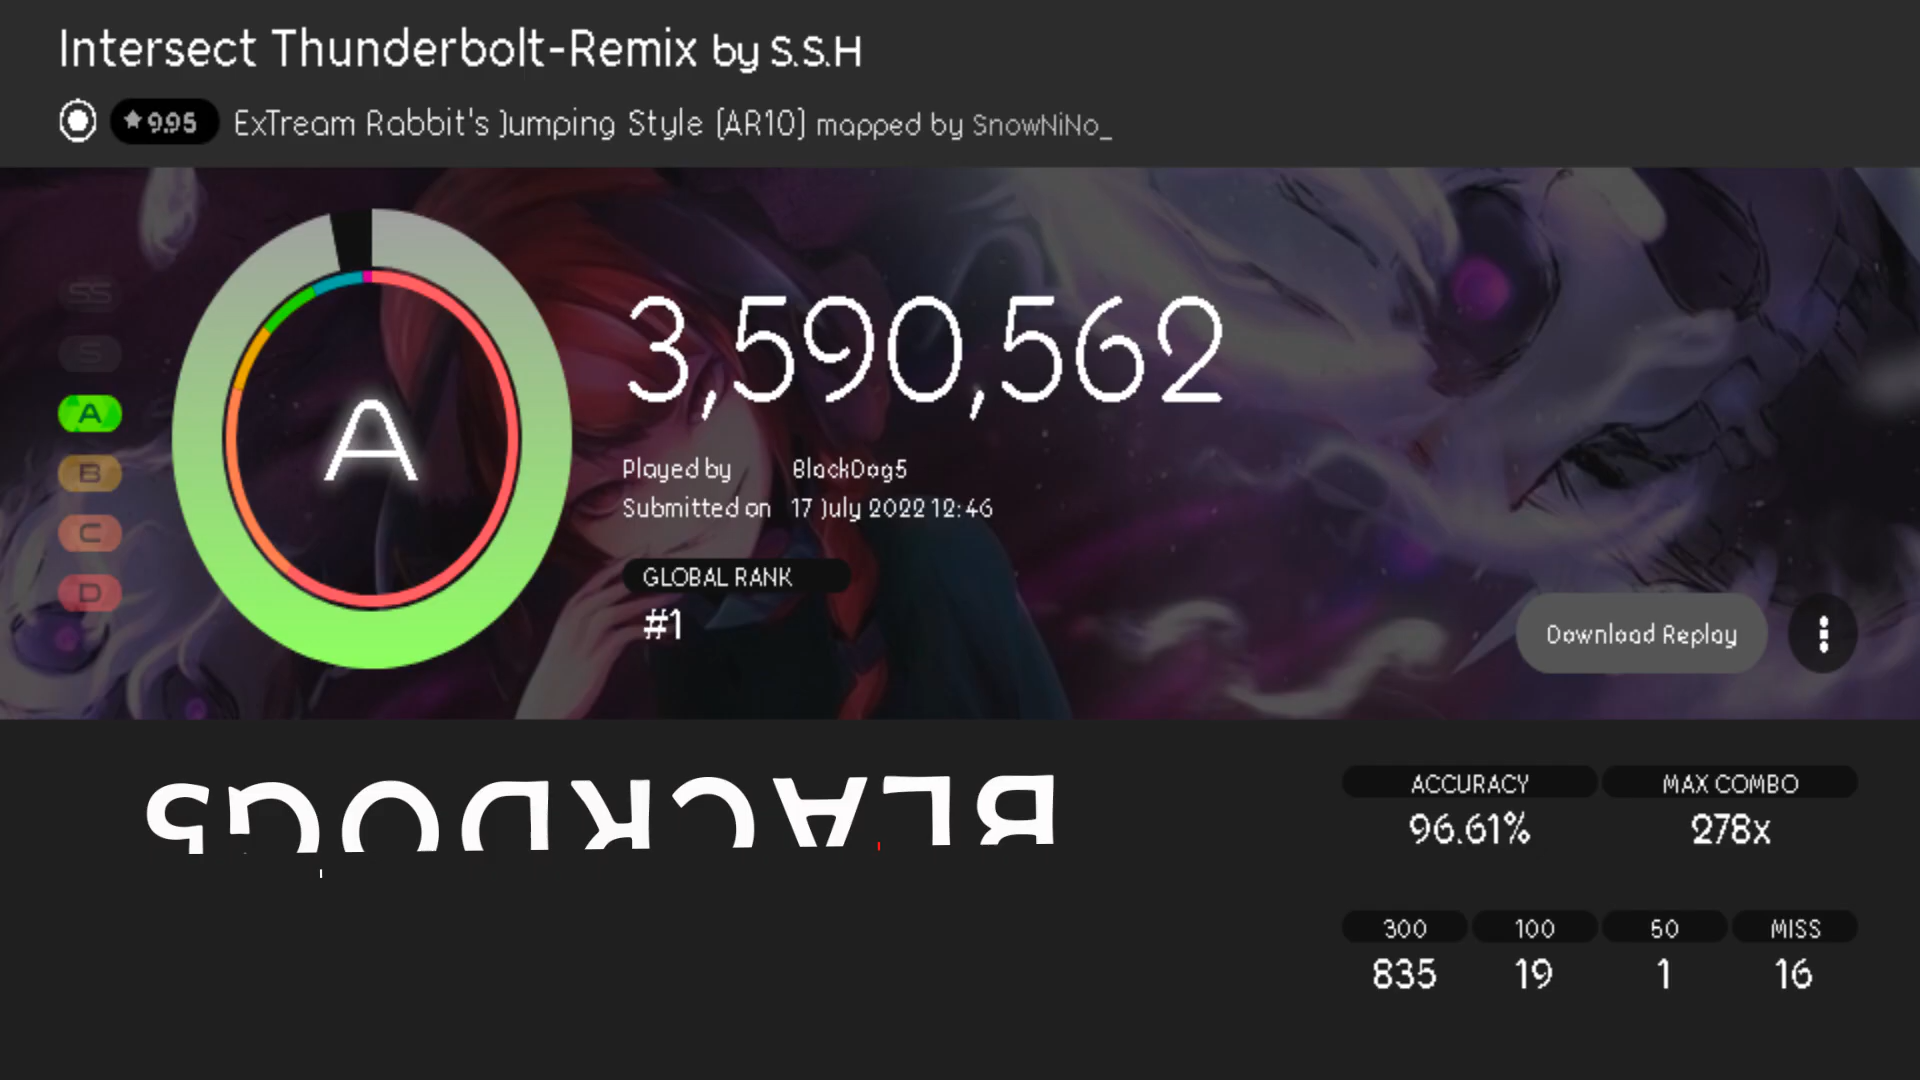 Intersect Thunderbolt-Remix by S.S.H
★9.95 ExTream Rabbit's Jumping Style [AR10] mapped by SnowNiNo_
SS
S
A
B
C
D
A
3,590,562
Played by BlackDog5
Submitted on 17 July 2022 12:46
GLOBAL RANK
#1
Download Replay
BLACKDOG5
ACCURACY MAX COMBO
96.61% 278x
300 100 50 MISS
835 19 1 16